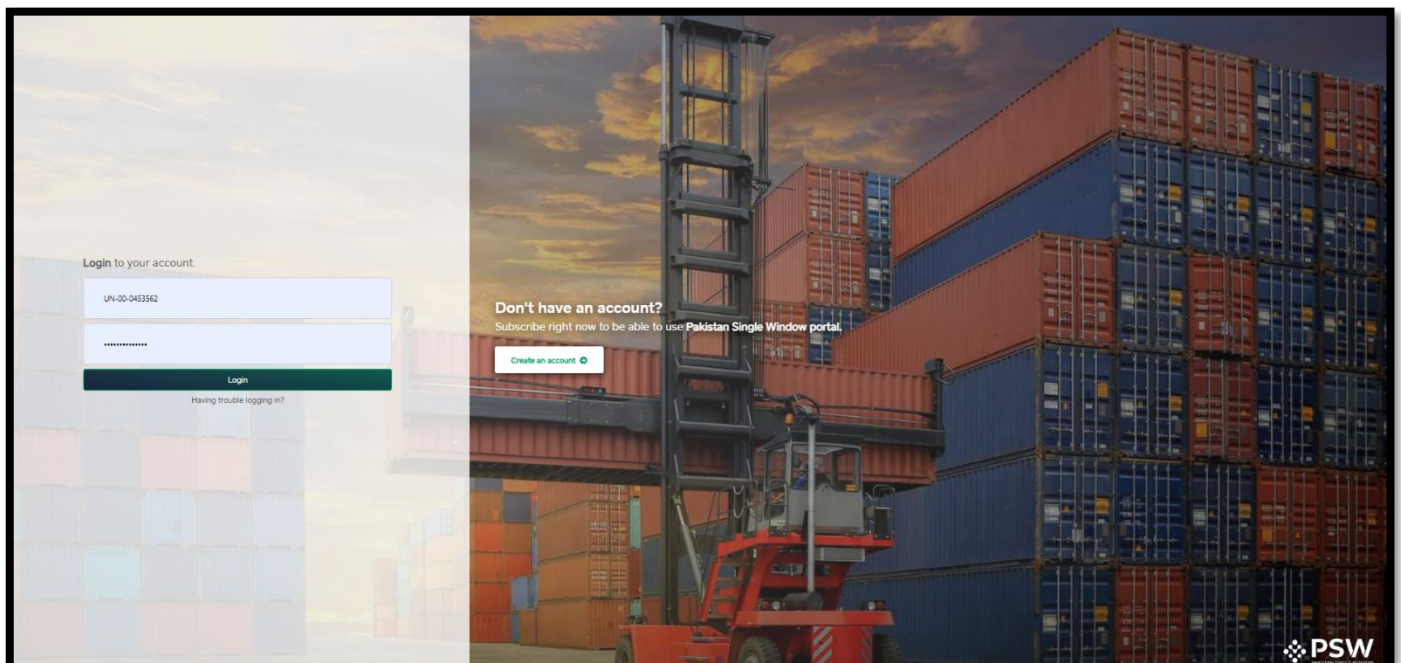 Login to your account.
UN-00-0453562
••••••••••••••
Login
Having trouble logging in?
Don't have an account?
Subscribe right now to be able to use Pakistan Single Window portal.
Create an account
PSW